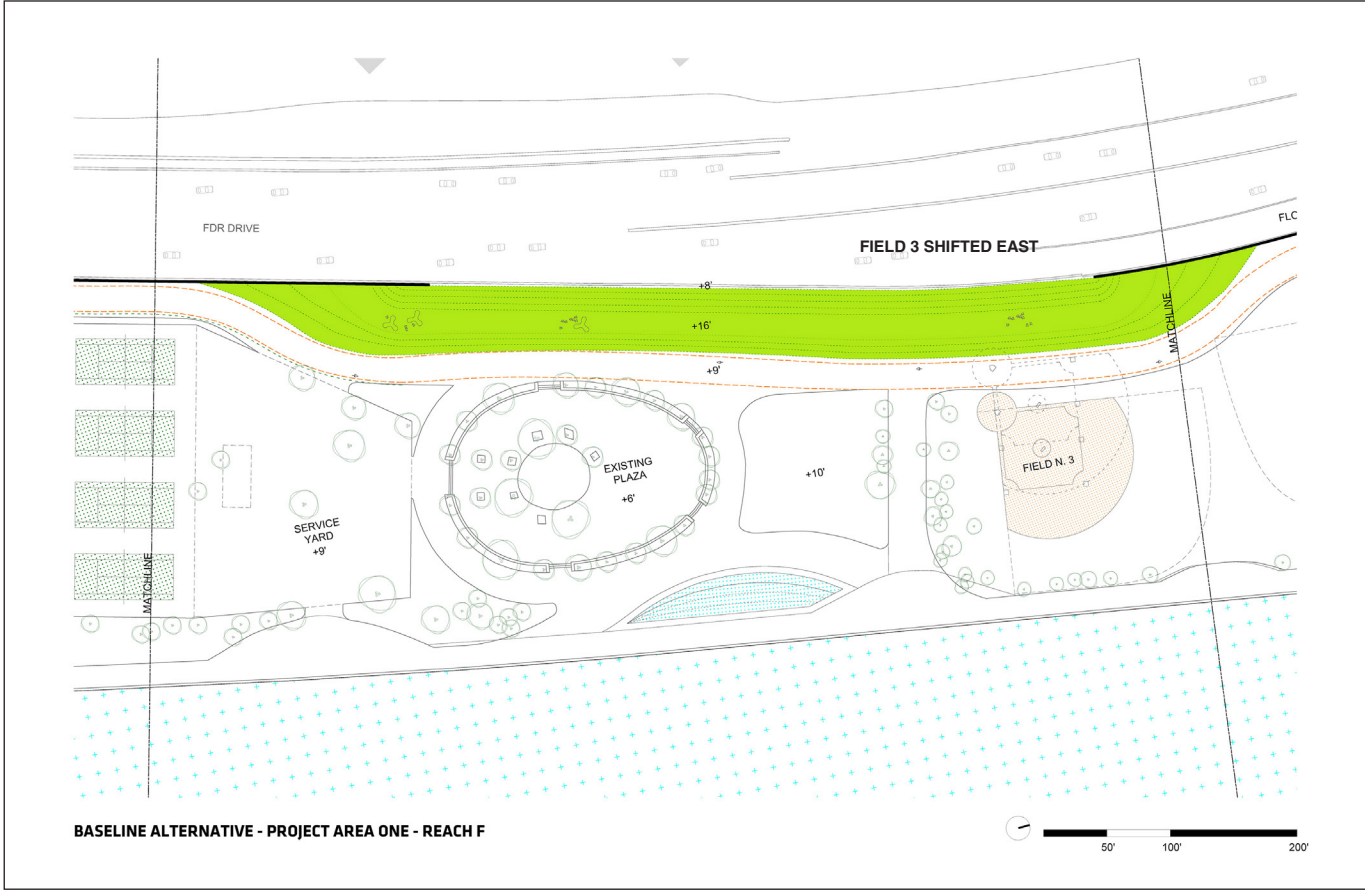 FDR DRIVE
FLO
FIELD 3 SHIFTED EAST
+8'
+16'
MATCHLINE
+9'
EXISTING
PLAZA
+6'
+10'
FIELD N. 3
SERVICE
YARD
+9'
MATCHLINE
BASELINE ALTERNATIVE - PROJECT AREA ONE - REACH F
50'
100'
200'